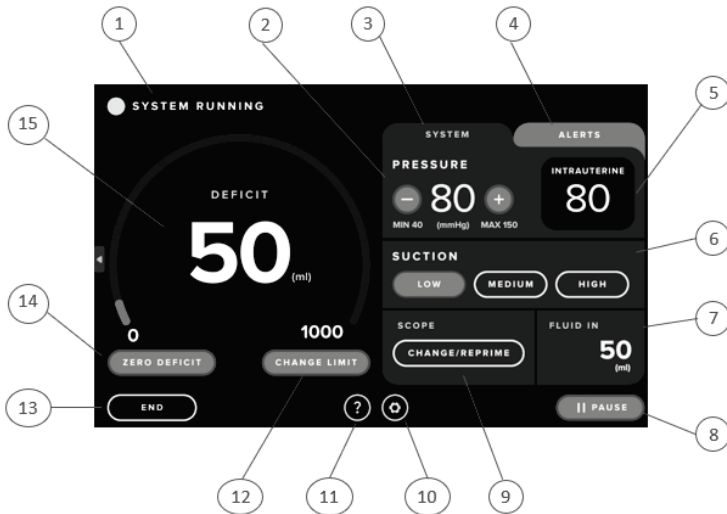 1
2
3
4
SYSTEM RUNNING
5
15
SYSTEM
ALERTS
PRESSURE
INTRAUTERINE
80
80
MIN 40 (mmHg) MAX 150
DEFICIT
50
(ml)
SUCTION
6
LOW
MEDIUM
HIGH
14
0
1000
SCOPE
FLUID IN
7
ZERO DEFICIT
CHANGE LIMIT
CHANGE/REPRIME
50
(ml)
13
END
?
PAUSE
8
12
11
10
9